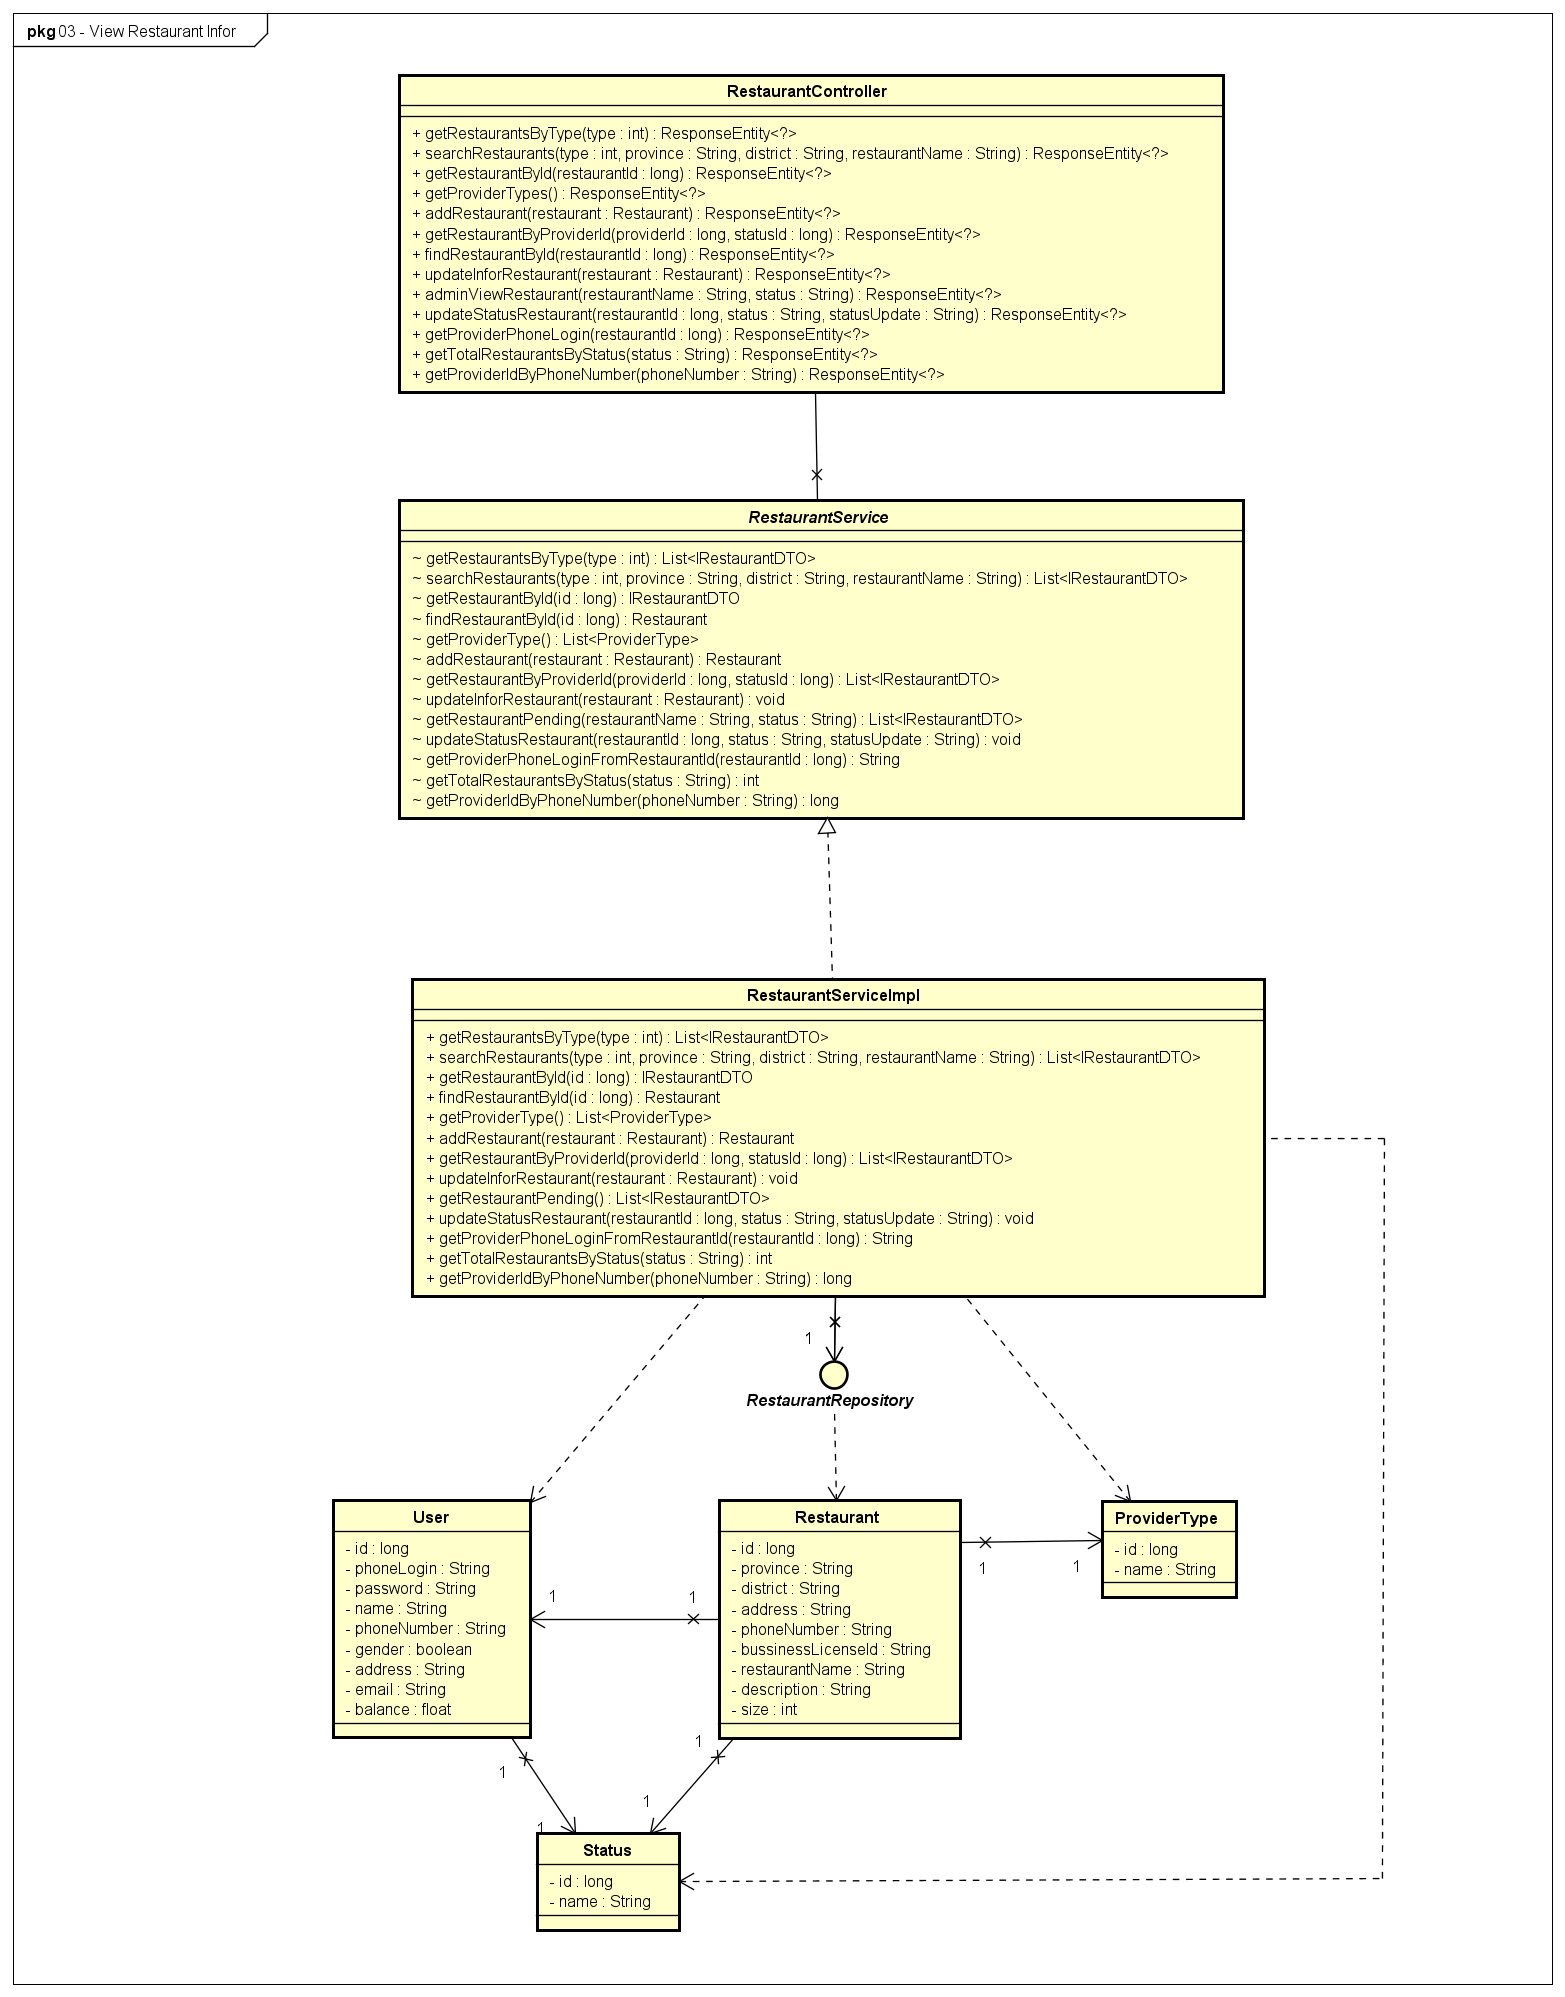 pkg 03 - View Restaurant Infor
RestaurantController
+ getRestaurantsByType(type : int) : ResponseEntity<?>
+ searchRestaurants(type : int, province : String, district : String, restaurantName : String) : ResponseEntity<?>
+ getRestaurantById(restaurantId : long) : ResponseEntity<?>
+ getProviderTypes() : ResponseEntity<?>
+ addRestaurant(restaurant : Restaurant) : ResponseEntity<?>
+ getRestaurantByProviderId(providerId : long, statusId : long) : ResponseEntity<?>
+ findRestaurantById(restaurantId : long) : ResponseEntity<?>
+ updateInforRestaurant(restaurant : Restaurant) : ResponseEntity<?>
+ adminViewRestaurant(restaurantName : String, status : String) : ResponseEntity<?>
+ updateStatusRestaurant(restaurantId : long, status : String, statusUpdate : String) : ResponseEntity<?>
+ getProviderPhoneLogin(restaurantId : long) : ResponseEntity<?>
+ getTotalRestaurantsByStatus(status : String) : ResponseEntity<?>
+ getProviderIdByPhoneNumber(phoneNumber : String) : ResponseEntity<?>
RestaurantService
~ getRestaurantsByType(type : int) : List<IRestaurantDTO>
~ searchRestaurants(type : int, province : String, district : String, restaurantName : String) : List<IRestaurantDTO>
~ getRestaurantById(id : long) : IRestaurantDTO
~ findRestaurantById(id : long) : Restaurant
~ getProviderType() : List<ProviderType>
~ addRestaurant(restaurant : Restaurant) : Restaurant
~ getRestaurantByProviderId(providerId : long, statusId : long) : List<IRestaurantDTO>
~ updateInforRestaurant(restaurant : Restaurant) : void
~ getRestaurantPending(restaurantName : String, status : String) : List<IRestaurantDTO>
~ updateStatusRestaurant(restaurantId : long, status : String, statusUpdate : String) : void
~ getProviderPhoneLoginFromRestaurantId(restaurantId : long) : String
~ getTotalRestaurantsByStatus(status : String) : int
~ getProviderIdByPhoneNumber(phoneNumber : String) : long
RestaurantServiceImpl
+ getRestaurantsByType(type : int) : List<IRestaurantDTO>
+ searchRestaurants(type : int, province : String, district : String, restaurantName : String) : List<IRestaurantDTO>
+ getRestaurantById(id : long) : IRestaurantDTO
+ findRestaurantById(id : long) : Restaurant
+ getProviderType() : List<ProviderType>
+ addRestaurant(restaurant : Restaurant) : Restaurant
+ getRestaurantByProviderId(providerId : long, statusId : long) : List<IRestaurantDTO>
+ updateInforRestaurant(restaurant : Restaurant) : void
+ getRestaurantPending() : List<IRestaurantDTO>
+ updateStatusRestaurant(restaurantId : long, status : String, statusUpdate : String) : void
+ getProviderPhoneLoginFromRestaurantId(restaurantId : long) : String
+ getTotalRestaurantsByStatus(status : String) : int
+ getProviderIdByPhoneNumber(phoneNumber : String) : long
1
RestaurantRepository
User
- id : long
- phoneLogin : String
- password : String
- name : String
- phoneNumber : String
- gender : boolean
- address : String
- email : String
- balance : float
1
1
Restaurant
- id : long
- province : String
- district : String
- address : String
- phoneNumber : String
- bussinessLicenseId : String
- restaurantName : String
- description : String
- size : int
1
1
ProviderType
- id : long
- name : String
1
1
1
1
Status
- id : long
- name : String